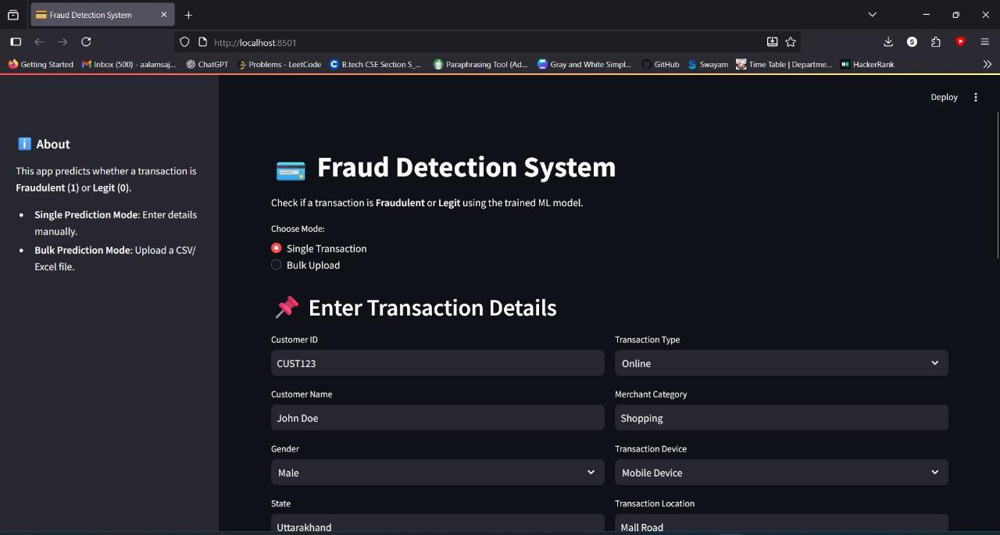 Fraud Detection System
http://localhost:8501
S
Getting Started
Inbox (500) - aalamsaj...
ChatGPT
Problems - LeetCode
B.tech CSE Section S_...
Paraphrasing Tool (Ad...
Gray and White Simpl...
GitHub
Swayam
Time Table | Departme...
HackerRank
Deploy
About
This app predicts whether a transaction is
Fraudulent (1) or Legit (0).
• Single Prediction Mode: Enter details
manually.
• Bulk Prediction Mode: Upload a CSV/
Excel file.
Fraud Detection System
Check if a transaction is Fraudulent or Legit using the trained ML model.
Choose Mode:
Single Transaction
Bulk Upload
Enter Transaction Details
Customer ID
CUST123
Transaction Type
Online
Customer Name
John Doe
Merchant Category
Shopping
Gender
Male
Transaction Device
Mobile Device
State
Uttarakhand
Transaction Location
Mall Road